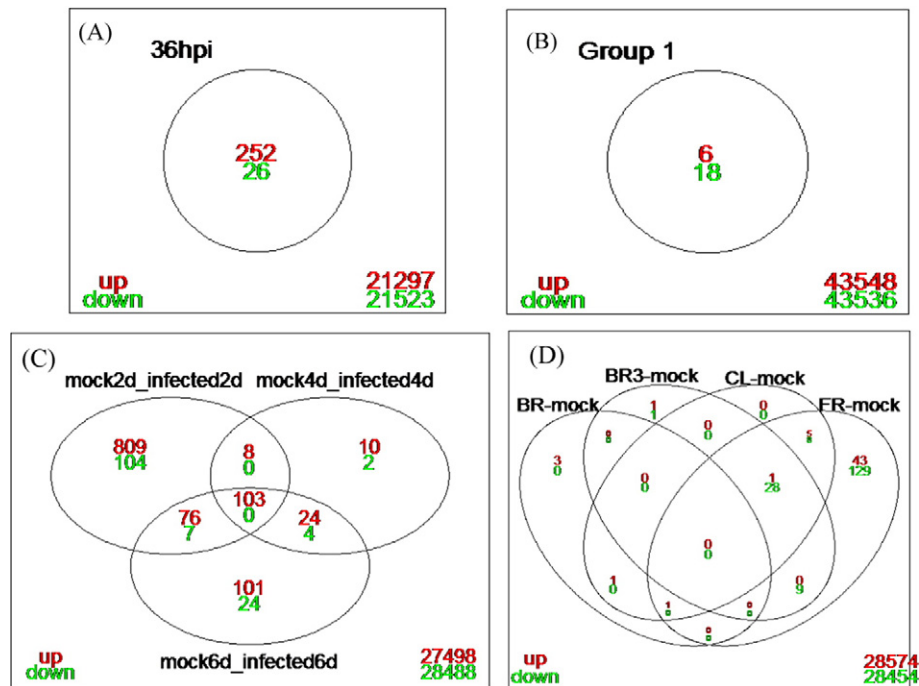 (A)
36hpi
252
26
up 21297
down 21523
(B)
Group 1
6
18
up 43548
down 43536
(C)
mock2d_infected2d mock4d_infected4d
809 8 10
104 0 2
103
0
76 24
7 4
101
24
mock6d_infected6d
up 27498
down 28488
(D)
BR3-mock CL-mock
BR-mock FR-mock
1 0
1 0
0
0
3 43
0 129
0 1
0 28
0
0
1 0
0 9
1
0
up 28574
down 28454